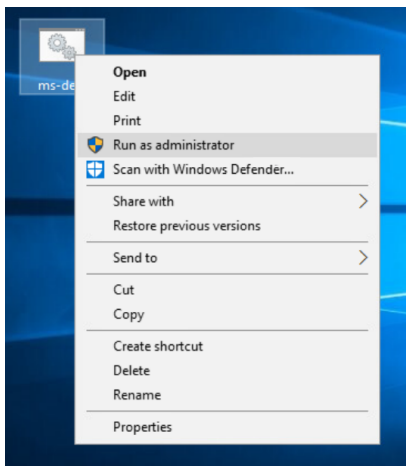 ms-de
Open
Edit
Print
Run as administrator
Scan with Windows Defender...
Share with
Restore previous versions
Send to
Cut
Copy
Create shortcut
Delete
Rename
Properties